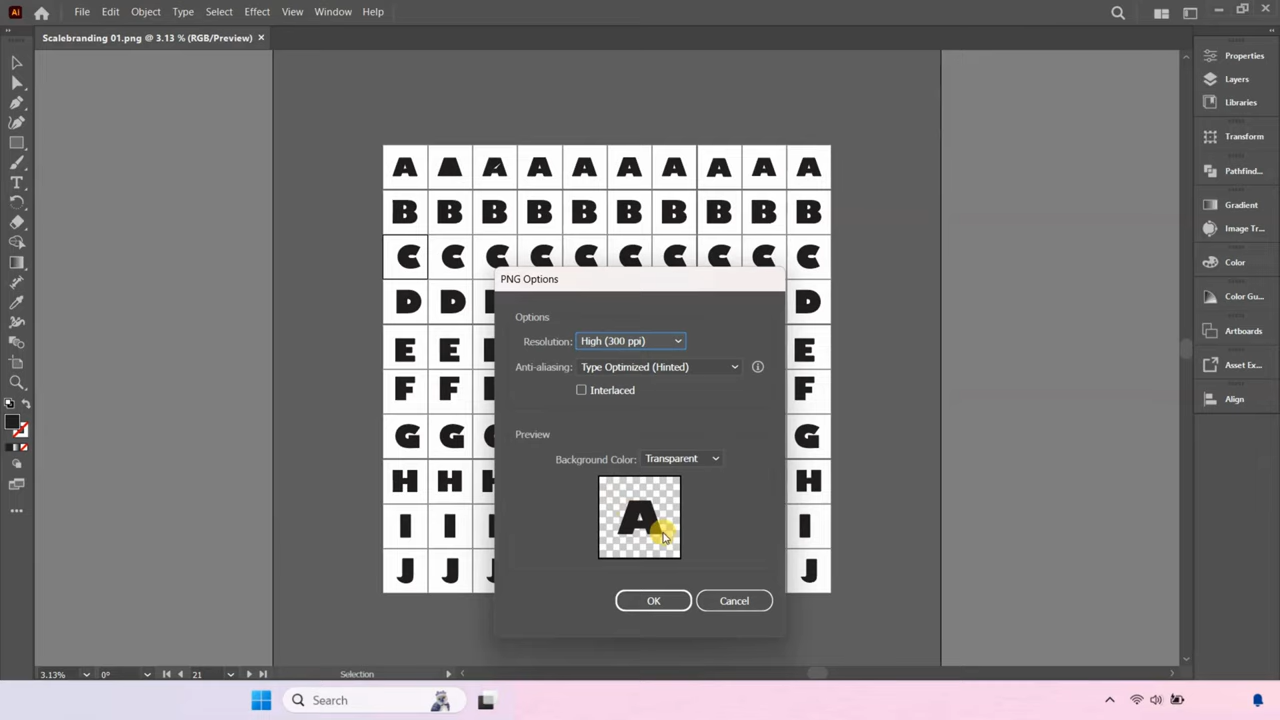 Ai File Edit Object Type Select Effect View Window Help
Scalebranding 01.png @ 3.13 % (RGB/Preview) ×
Properties
Layers
Libraries
Transform
Pathfind...
Gradient
Image Tr...
Color
Color Gu...
Artboards
Asset Ex...
Align
A A A A A A A A A A
B B B B B B B B B B
C C C C C C C C C C
D D D D
E E E E
F F F F
G G G G
H H H H
I I I I
J J J J
PNG Options
Options
Resolution: High (300 ppi)
Anti-aliasing: Type Optimized (Hinted)
Interlaced
Preview
Background Color: Transparent
A
OK Cancel
3.13% 0° 21 Selection
Search